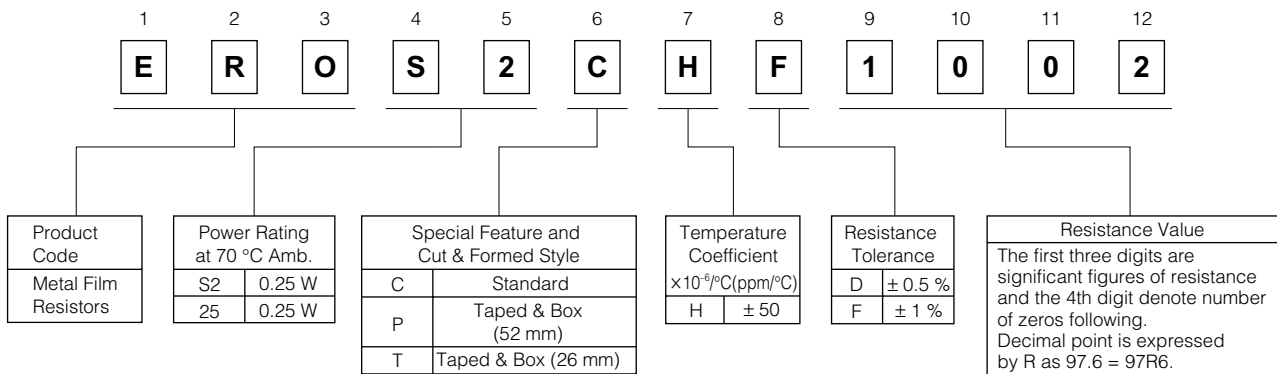 1 2 3 4 5 6 7 8 9 10 11 12
E R O S 2 C H F 1 0 0 2
Product
Code
Metal Film
Resistors
Power Rating
at 70 °C Amb.
S2 0.25 W
25 0.25 W
Special Feature and
Cut & Formed Style
C Standard
P Taped & Box
(52 mm)
T Taped & Box (26 mm)
Temperature
Coefficient
×10⁻⁶/°C(ppm/°C)
H ± 50
Resistance
Tolerance
D ± 0.5 %
F ± 1 %
Resistance Value
The first three digits are
significant figures of resistance
and the 4th digit denote number
of zeros following.
Decimal point is expressed
by R as 97.6 = 97R6.